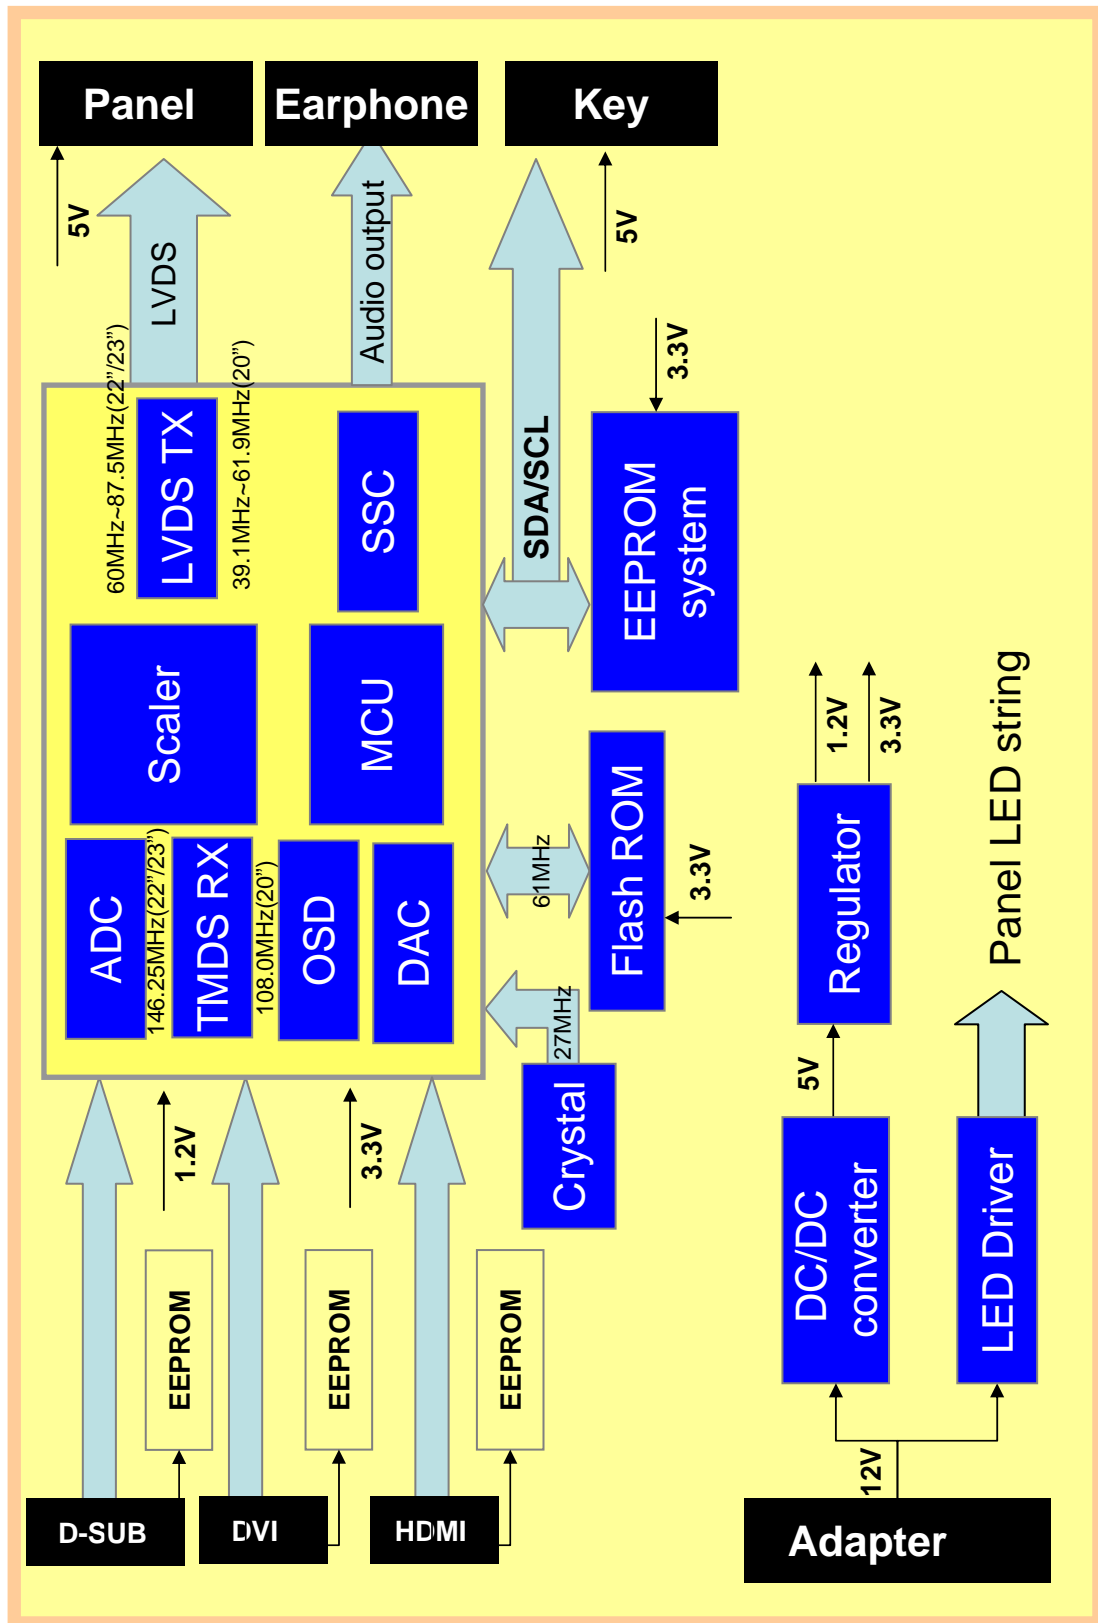 Panel
Earphone
Key
5V
LVDS
Audio output
5V
60MHz~87.5MHz(22”/23”)
LVDS TX
39.1MHz~61.9MHz(20”)
SSC
SDA/SCL
3.3V
EEPROM
system
Scaler
MCU
ADC
146.25MHz(22”/23”)
TMDS RX
108.0MHz(20”)
OSD
DAC
61MHz
Flash ROM
3.3V
27MHz
Crystal
1.2V
3.3V
1.2V
3.3V
Regulator
Panel LED string
5V
DC/DC
converter
LED Driver
EEPROM
EEPROM
EEPROM
12V
D-SUB
DVI
HDMI
Adapter